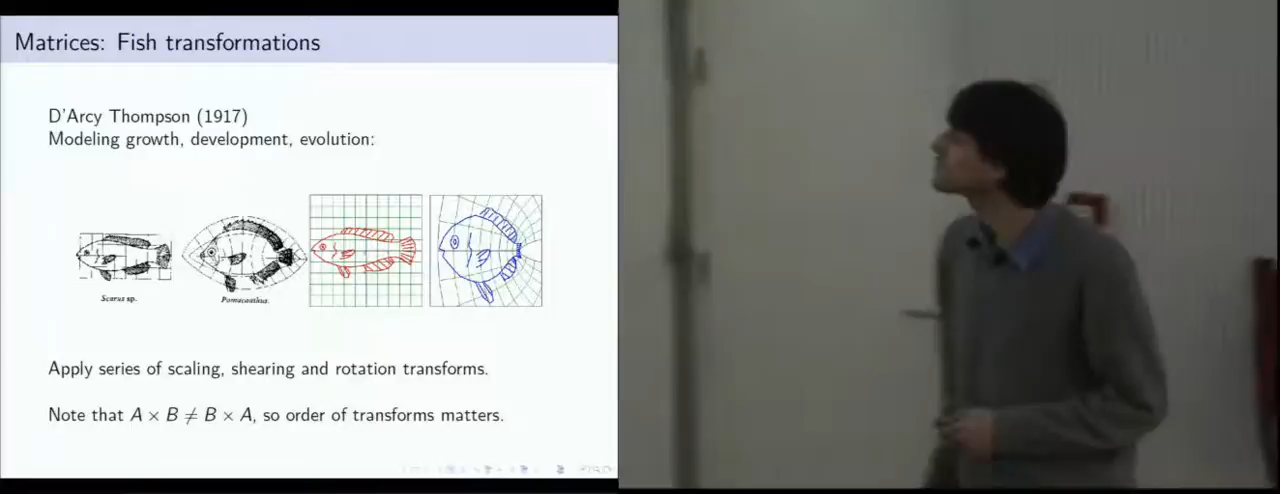 Matrices: Fish transformations
D'Arcy Thompson (1917)
Modeling growth, development, evolution:
Scarus sp.
Pomacanthus.
Apply series of scaling, shearing and rotation transforms.
Note that A × B ≠ B × A, so order of transforms matters.